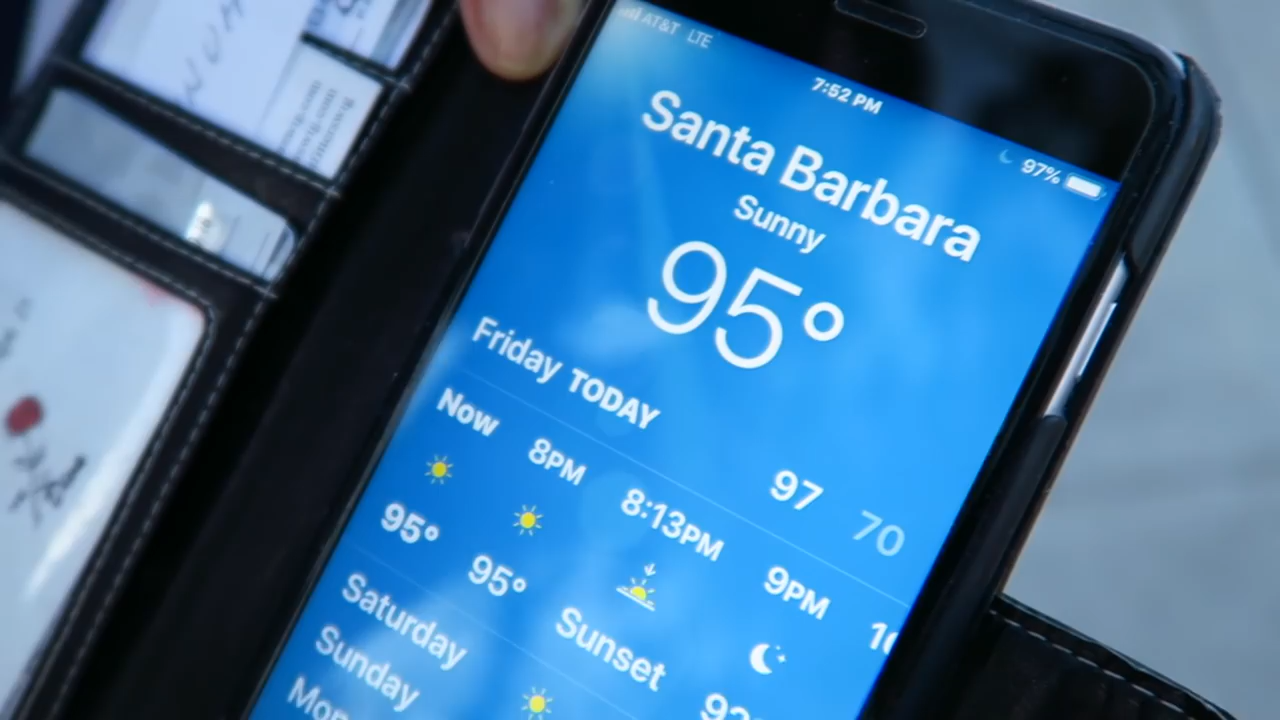 AT&T LTE
7:52 PM
97%
Santa Barbara
Sunny
95°
Friday TODAY
97 70
Now 8PM 8:13PM 9PM
95° 95° Sunset
Saturday
Sunday